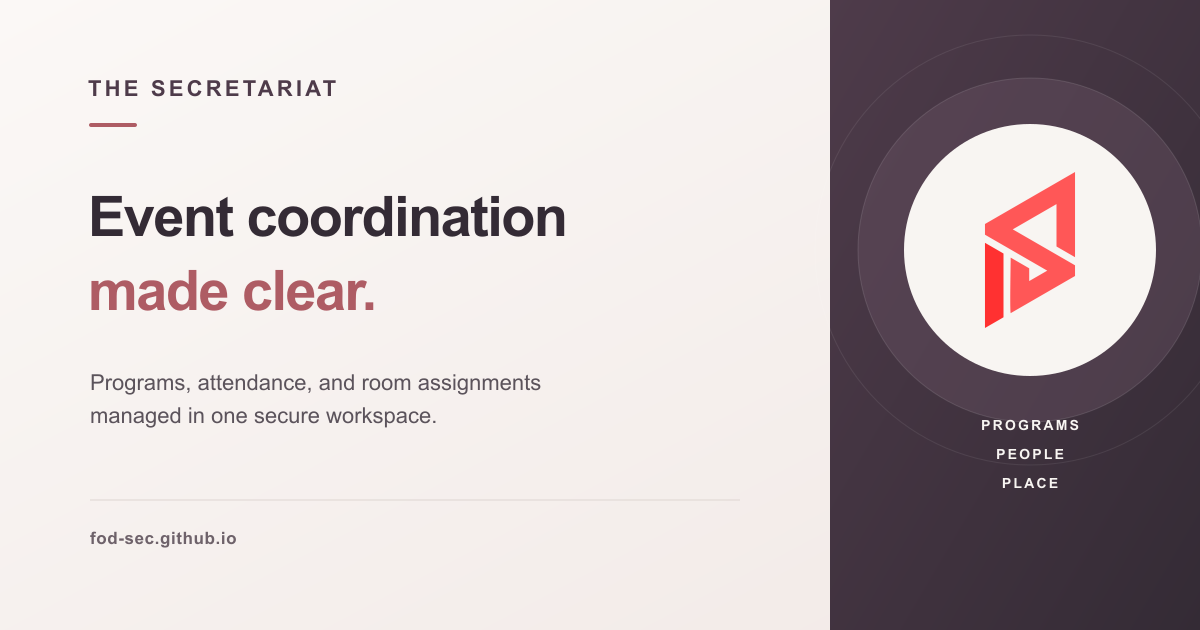 THE SECRETARIAT
Event coordination
made clear.
Programs, attendance, and room assignments
managed in one secure workspace.
fod-sec.github.io
PROGRAMS
PEOPLE
PLACE